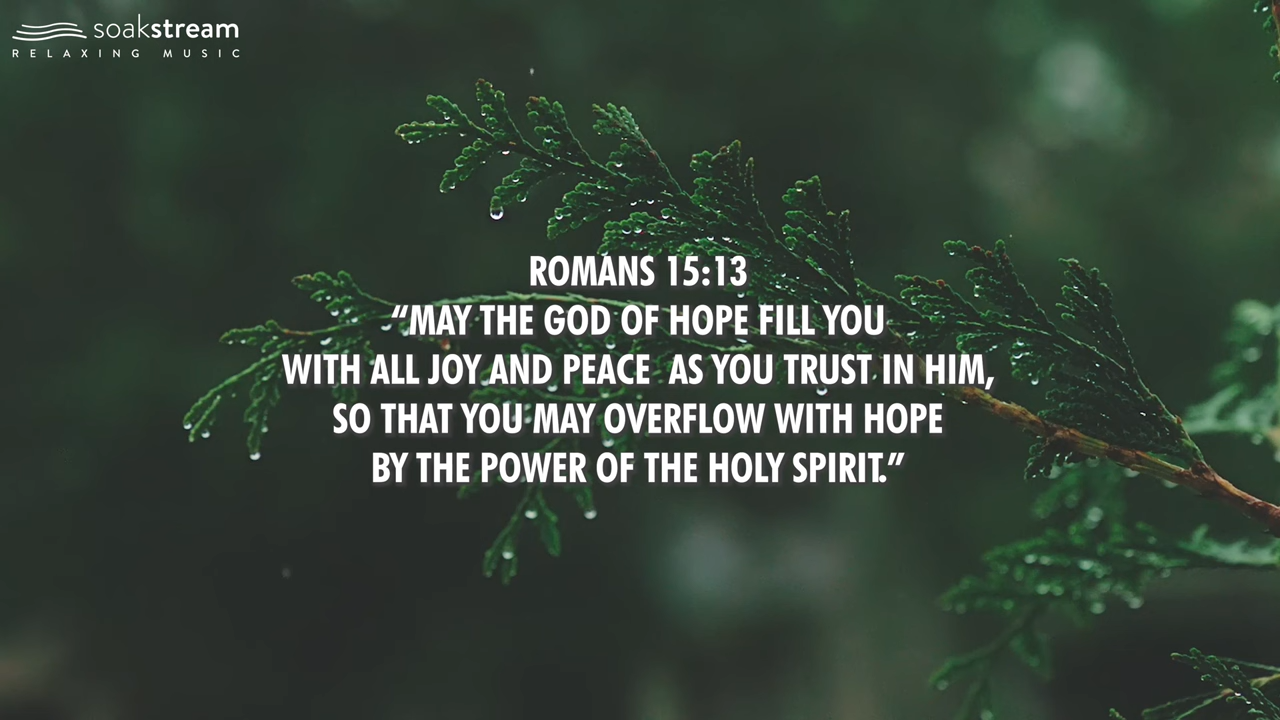 soakstream
RELAXING MUSIC
ROMANS 15:13
“MAY THE GOD OF HOPE FILL YOU
WITH ALL JOY AND PEACE AS YOU TRUST IN HIM,
SO THAT YOU MAY OVERFLOW WITH HOPE
BY THE POWER OF THE HOLY SPIRIT.”